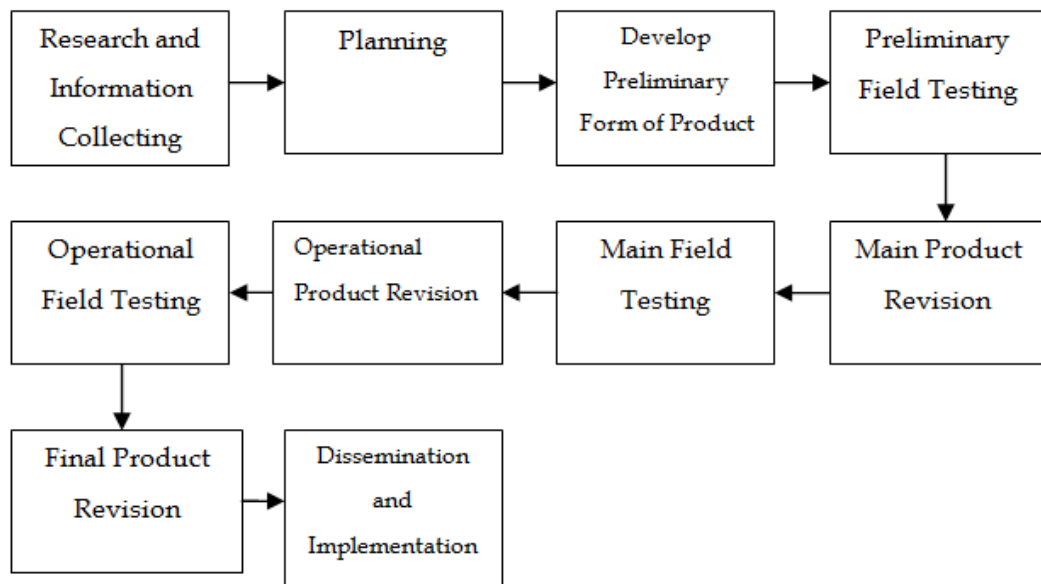 Research and
Information
Collecting
Planning
Develop
Preliminary
Form of Product
Preliminary
Field Testing
Main Product
Revision
Main Field
Testing
Operational
Product Revision
Operational
Field Testing
Final Product
Revision
Dissemination
and
Implementation